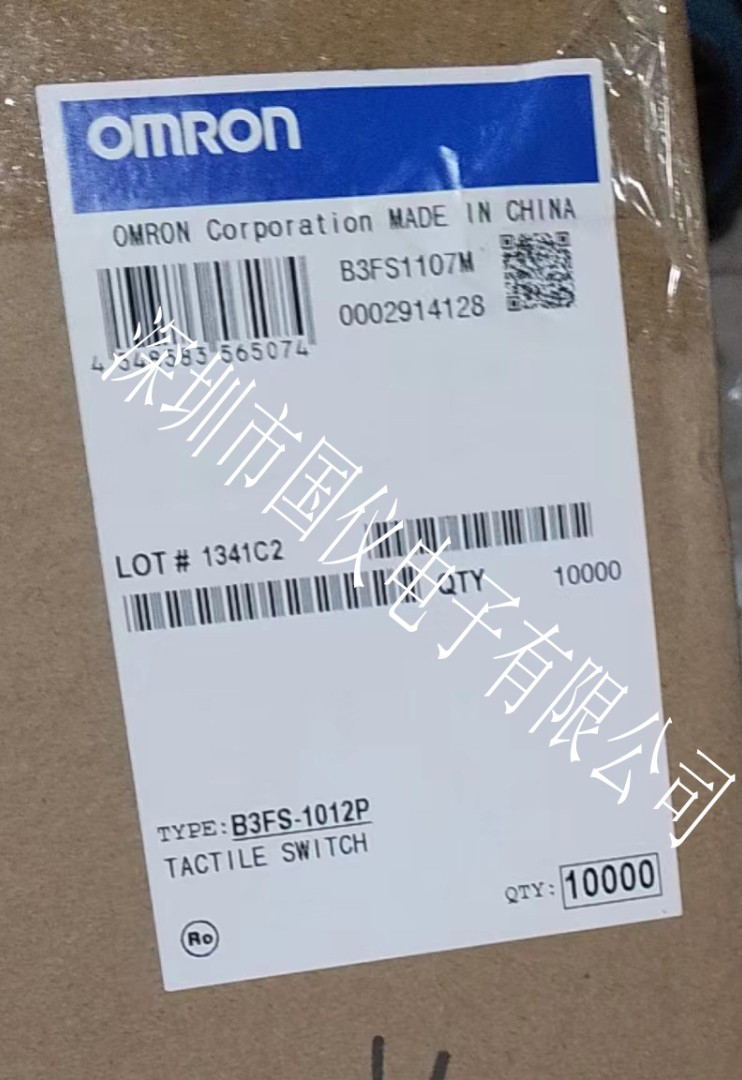 OMRON
OMRON Corporation MADE IN CHINA
B3FS1107M
0002914128
4 549583 565074
深圳市国仪电子有限公司
LOT # 1341C2
QTY 10000
TYPE: B3FS-1012P
TACTILE SWITCH
QTY: 10000
Ro